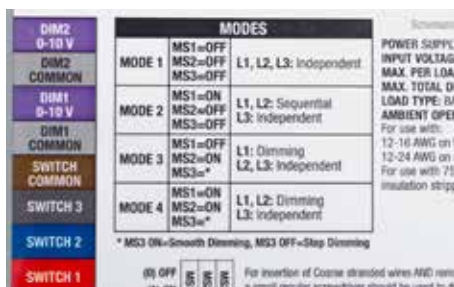 DIM2
0-10 V
DIM2
COMMON
DIM1
0-10 V
DIM1
COMMON
SWITCH
COMMON
SWITCH 3
SWITCH 2
SWITCH 1
MODES
MODE 1
MS1=OFF
MS2=OFF
MS3=OFF
L1, L2, L3: Independent
MODE 2
MS1=ON
MS2=OFF
MS3=OFF
L1, L2: Sequential
L3: Independent
MODE 3
MS1=OFF
MS2=ON
MS3=*
L1: Dimming
L2, L3: Independent
MODE 4
MS1=ON
MS2=ON
MS3=*
L1, L2: Dimming
L3: Independent
* MS3 ON=Smooth Dimming, MS3 OFF=Step Dimming
(0) OFF
POWER SUPPL
INPUT VOLTAG
MAX. PER LOA
MAX. TOTAL D
LOAD TYPE: BA
AMBIENT OPER
For use with:
12-16 AWG on
12-24 AWG on
For use with 75
insulation stripp
For insertion of Coarse stranded wires AND remo